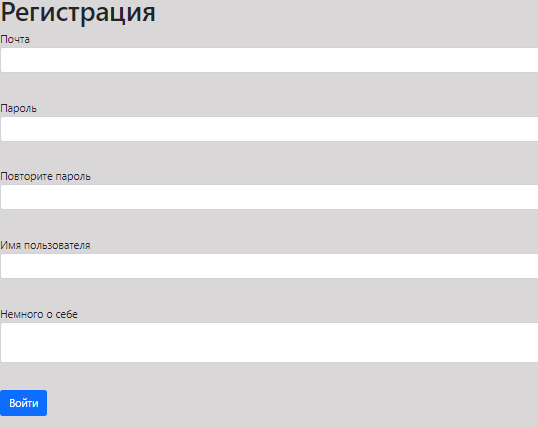 Регистрация
Почта
Пароль
Повторите пароль
Имя пользователя
Немного о себе
Войти